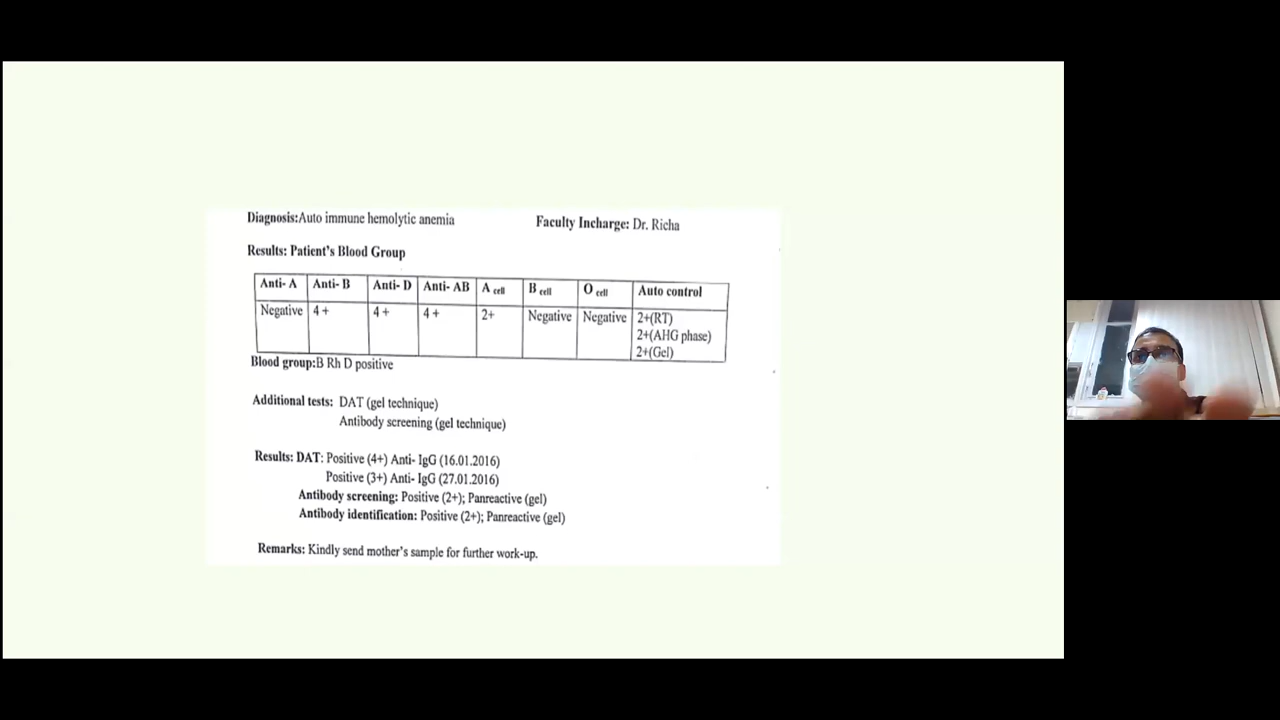 Diagnosis:Auto immune hemolytic anemia Faculty Incharge: Dr. Richa
Results: Patient's Blood Group
Anti- A Anti- B Anti- D Anti- AB A cell B cell O cell Auto control
Negative 4 + 4 + 4 + 2+ Negative Negative 2+(RT)
2+(AHG phase)
2+(Gel)
Blood group:B Rh D positive
Additional tests: DAT (gel technique)
Antibody screening (gel technique)
Results: DAT: Positive (4+) Anti- IgG (16.01.2016)
Positive (3+) Anti- IgG (27.01.2016)
Antibody screening: Positive (2+); Panreactive (gel)
Antibody identification: Positive (2+); Panreactive (gel)
Remarks: Kindly send mother's sample for further work-up.